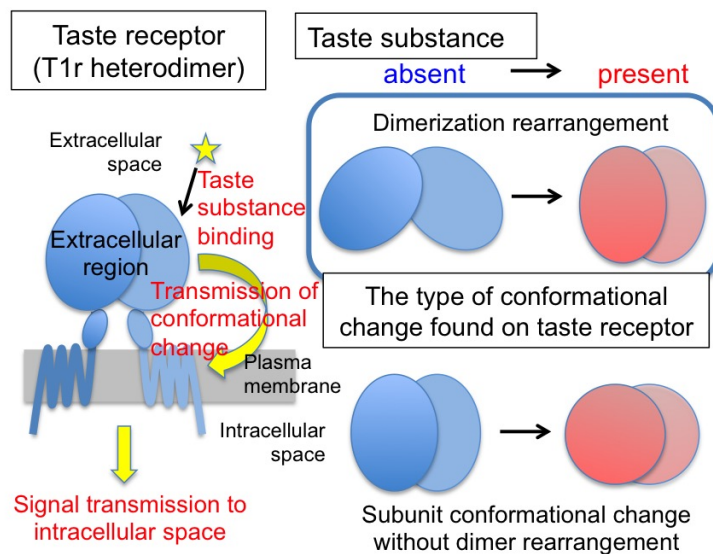 Taste receptor
(T1r heterodimer)
Extracellular
space
Taste
substance
binding
Extracellular
region
Transmission of
conformational
change
Plasma
membrane
Intracellular
space
Signal transmission to
intracellular space
Taste substance
absent
present
Dimerization rearrangement
The type of conformational
change found on taste receptor
Subunit conformational change
without dimer rearrangement